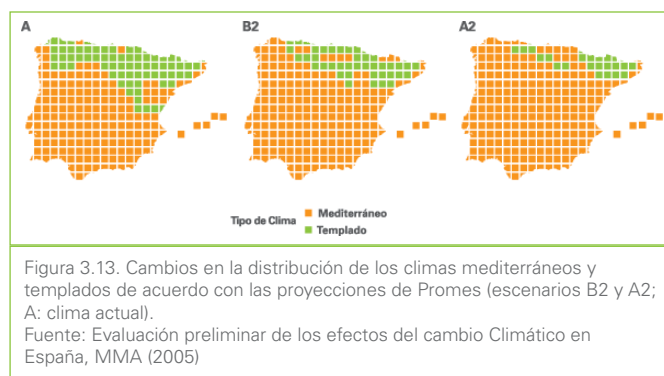 A
B2
A2
Tipo de Clima
Mediterráneo
Templado
Figura 3.13. Cambios en la distribución de los climas mediterráneos y
templados de acuerdo con las proyecciones de Promes (escenarios B2 y A2;
A: clima actual).
Fuente: Evaluación preliminar de los efectos del cambio Climático en
España, MMA (2005)